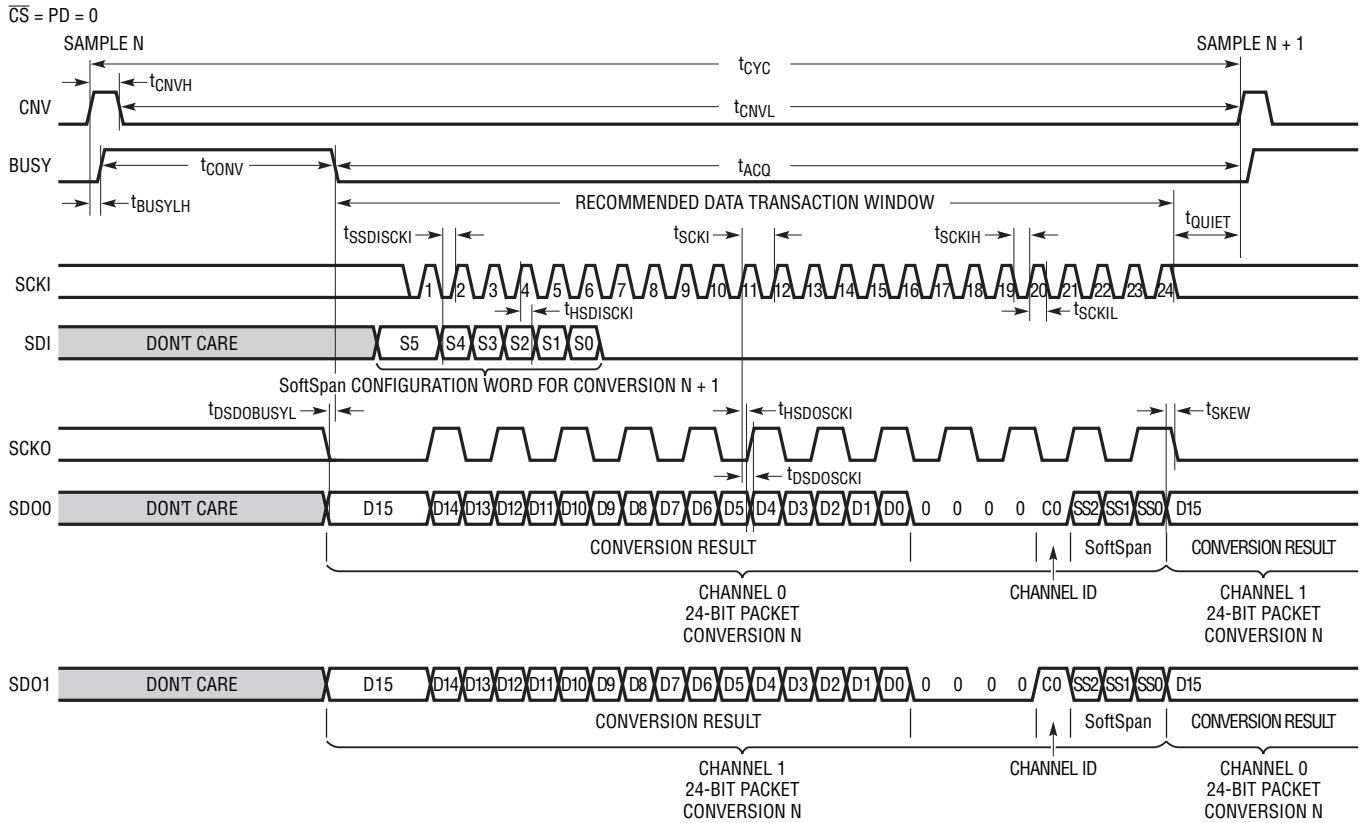 CS = PD = 0
SAMPLE N SAMPLE N + 1
tCYC
tCNVH
CNV tCNVL
BUSY tCONV tACQ
tBUSYLH RECOMMENDED DATA TRANSACTION WINDOW
tQUIET
tSSDISCKI tSCKI tSCKIH
SCKI 1 2 3 4 5 6 7 8 9 10 11 12 13 14 15 16 17 18 19 20 21 22 23 24
tHSDISCKI tSCKIL
SDI DON'T CARE S5 S4 S3 S2 S1 S0
SoftSpan CONFIGURATION WORD FOR CONVERSION N + 1
tDSDOBUSYL tHSDOSCKI tSKEW
SCKO
tDSDOSCKI
SDO0 DON'T CARE D15 D14 D13 D12 D11 D10 D9 D8 D7 D6 D5 D4 D3 D2 D1 D0 0 0 0 0 C0 SS2 SS1 SS0 D15
CONVERSION RESULT SoftSpan CONVERSION RESULT
CHANNEL 0 CHANNEL ID CHANNEL 1
24-BIT PACKET 24-BIT PACKET
CONVERSION N CONVERSION N
SDO1 DON'T CARE D15 D14 D13 D12 D11 D10 D9 D8 D7 D6 D5 D4 D3 D2 D1 D0 0 0 0 0 C0 SS2 SS1 SS0 D15
CONVERSION RESULT SoftSpan CONVERSION RESULT
CHANNEL 1 CHANNEL ID CHANNEL 0
24-BIT PACKET 24-BIT PACKET
CONVERSION N CONVERSION N